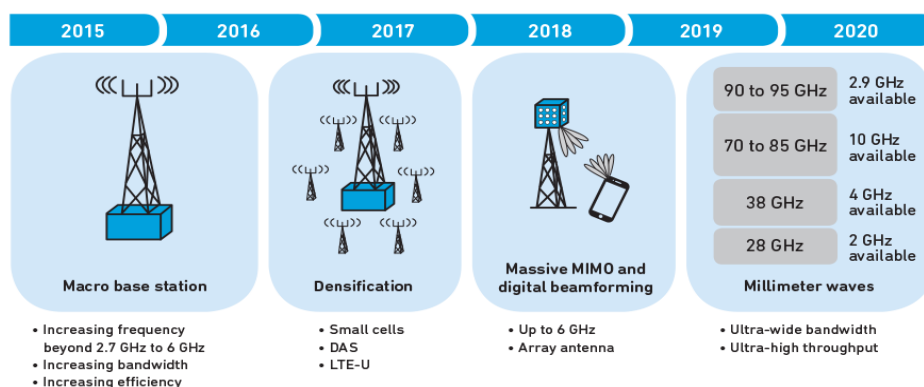 2015
2016
2017
2018
2019
2020
Macro base station
• Increasing frequency
beyond 2.7 GHz to 6 GHz
• Increasing bandwidth
• Increasing efficiency
Densification
• Small cells
• DAS
• LTE-U
Massive MIMO and
digital beamforming
• Up to 6 GHz
• Array antenna
90 to 95 GHz
2.9 GHz
available
70 to 85 GHz
10 GHz
available
38 GHz
4 GHz
available
28 GHz
2 GHz
available
Millimeter waves
• Ultra-wide bandwidth
• Ultra-high throughput